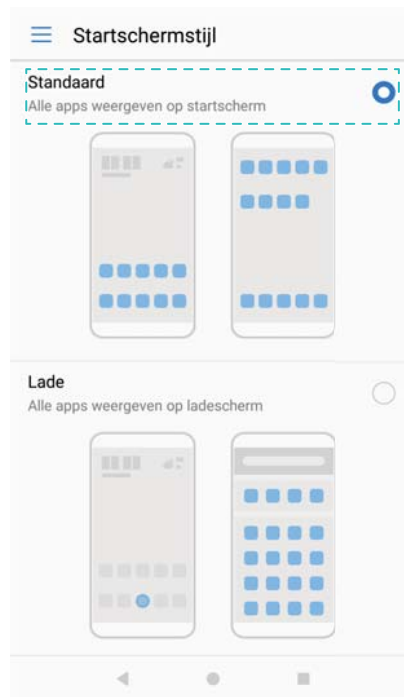 Startschermstijl
Standaard
Alle apps weergeven op startscherm
Lade
Alle apps weergeven op ladescherm